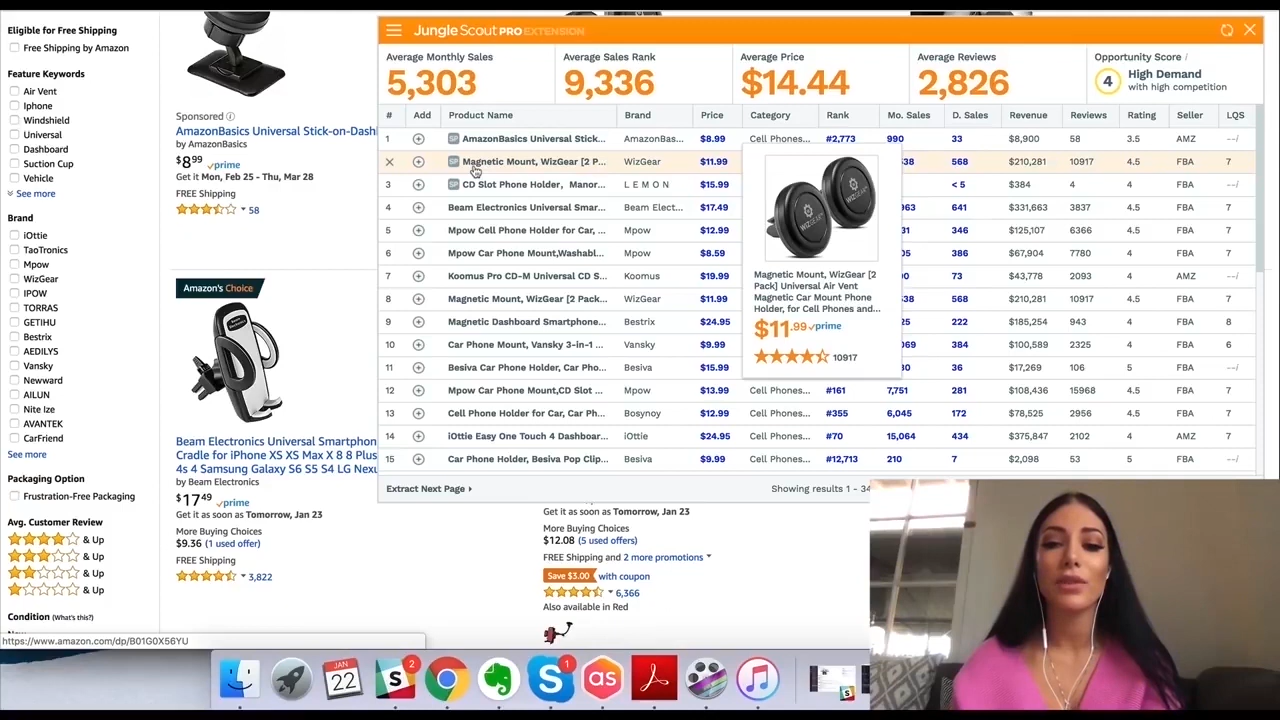 Eligible for Free Shipping
Free Shipping by Amazon
Feature Keywords
Air Vent
Iphone
Windshield
Universal
Dashboard
Suction Cup
Vehicle
See more
Brand
iOttie
TaoTronics
Mpow
WizGear
IPOW
TORRAS
GETIHU
Bestrix
AEDILYS
Vansky
Newward
AILUN
Nite Ize
AVANTEK
CarFriend
See more
Packaging Option
Frustration-Free Packaging
Avg. Customer Review
& Up
& Up
& Up
& Up
Condition (What's this?)
https://www.amazon.com/dp/B01G0X56YU
Sponsored
AmazonBasics Universal Stick-on-Dash
by AmazonBasics
$8 99 prime
Get it Mon, Feb 25 - Thu, Mar 28
FREE Shipping
58
Amazon's Choice
Beam Electronics Universal Smartphon
Cradle for iPhone XS XS Max X 8 8 Plus
4s 4 Samsung Galaxy S6 S5 S4 LG Nexu
by Beam Electronics
$17 49 prime
Get it as soon as Tomorrow, Jan 23
More Buying Choices
$9.36 (1 used offer)
FREE Shipping
3,822
Get it as soon as Tomorrow, Jan 23
More Buying Choices
$12.08 (5 used offers)
FREE Shipping and 2 more promotions
Save $3.00 with coupon
6,366
Also available in Red
Jungle Scout PRO EXTENSION
Average Monthly Sales
5,303
Average Sales Rank
9,336
Average Price
$14.44
Average Reviews
2,826
Opportunity Score
4
High Demand
with high competition
# Add Product Name Brand Price Category Rank Mo. Sales D. Sales Revenue Reviews Rating Seller LQS
1 SP AmazonBasics Universal Stick... AmazonBas... $8.99 Cell Phones... #2,773 990 33 $8,900 58 3.5 AMZ --
SP Magnetic Mount, WizGear [2 P... WizGear $11.99 568 $210,281 10917 4.5 FBA 7
3 SP CD Slot Phone Holder, Manor... L E M O N $15.99 < 5 $384 4 4 FBA --
4 Beam Electronics Universal Smar... Beam Elect... $17.49 641 $331,663 3837 4.5 FBA 7
5 Mpow Cell Phone Holder for Car, ... Mpow $12.99 346 $125,107 6366 4.5 FBA 7
6 Mpow Car Phone Mount,Washabl... Mpow $8.59 386 $67,904 7780 4 FBA 7
7 Koomus Pro CD-M Universal CD S... Koomus $19.99 73 $43,778 2093 4 AMZ --
8 Magnetic Mount, WizGear [2 Pack... WizGear $11.99 568 $210,281 10917 4.5 FBA 7
9 Magnetic Dashboard Smartphone... Bestrix $24.95 222 $185,254 943 4 FBA 8
10 Car Phone Mount, Vansky 3-in-1 ... Vansky $9.99 384 $100,589 2325 4 FBA 6
11 Besiva Car Phone Holder, Car Pho... Besiva $15.99 36 $17,269 106 5 FBA --
12 Mpow Car Phone Mount,CD Slot ... Mpow $13.99 Cell Phones... #161 7,751 281 $108,436 15968 4.5 FBA 7
13 Cell Phone Holder for Car, Car Ph... Bosynoy $12.99 Cell Phones... #355 6,045 172 $78,525 2956 4.5 FBA 7
14 iOttie Easy One Touch 4 Dashboar... iOttie $24.95 Cell Phones... #70 15,064 434 $375,847 2102 4 AMZ 7
15 Car Phone Holder, Besiva Pop Clip... Besiva $9.99 Cell Phones... #12,713 210 7 $2,098 53 5 FBA --
WIZGEAR
WIZGEAR
Magnetic Mount, WizGear [2
Pack] Universal Air Vent
Magnetic Car Mount Phone
Holder, for Cell Phones and...
$11.99 prime
10917
Extract Next Page
Showing results 1 - 34
JAN
22
2
1
as